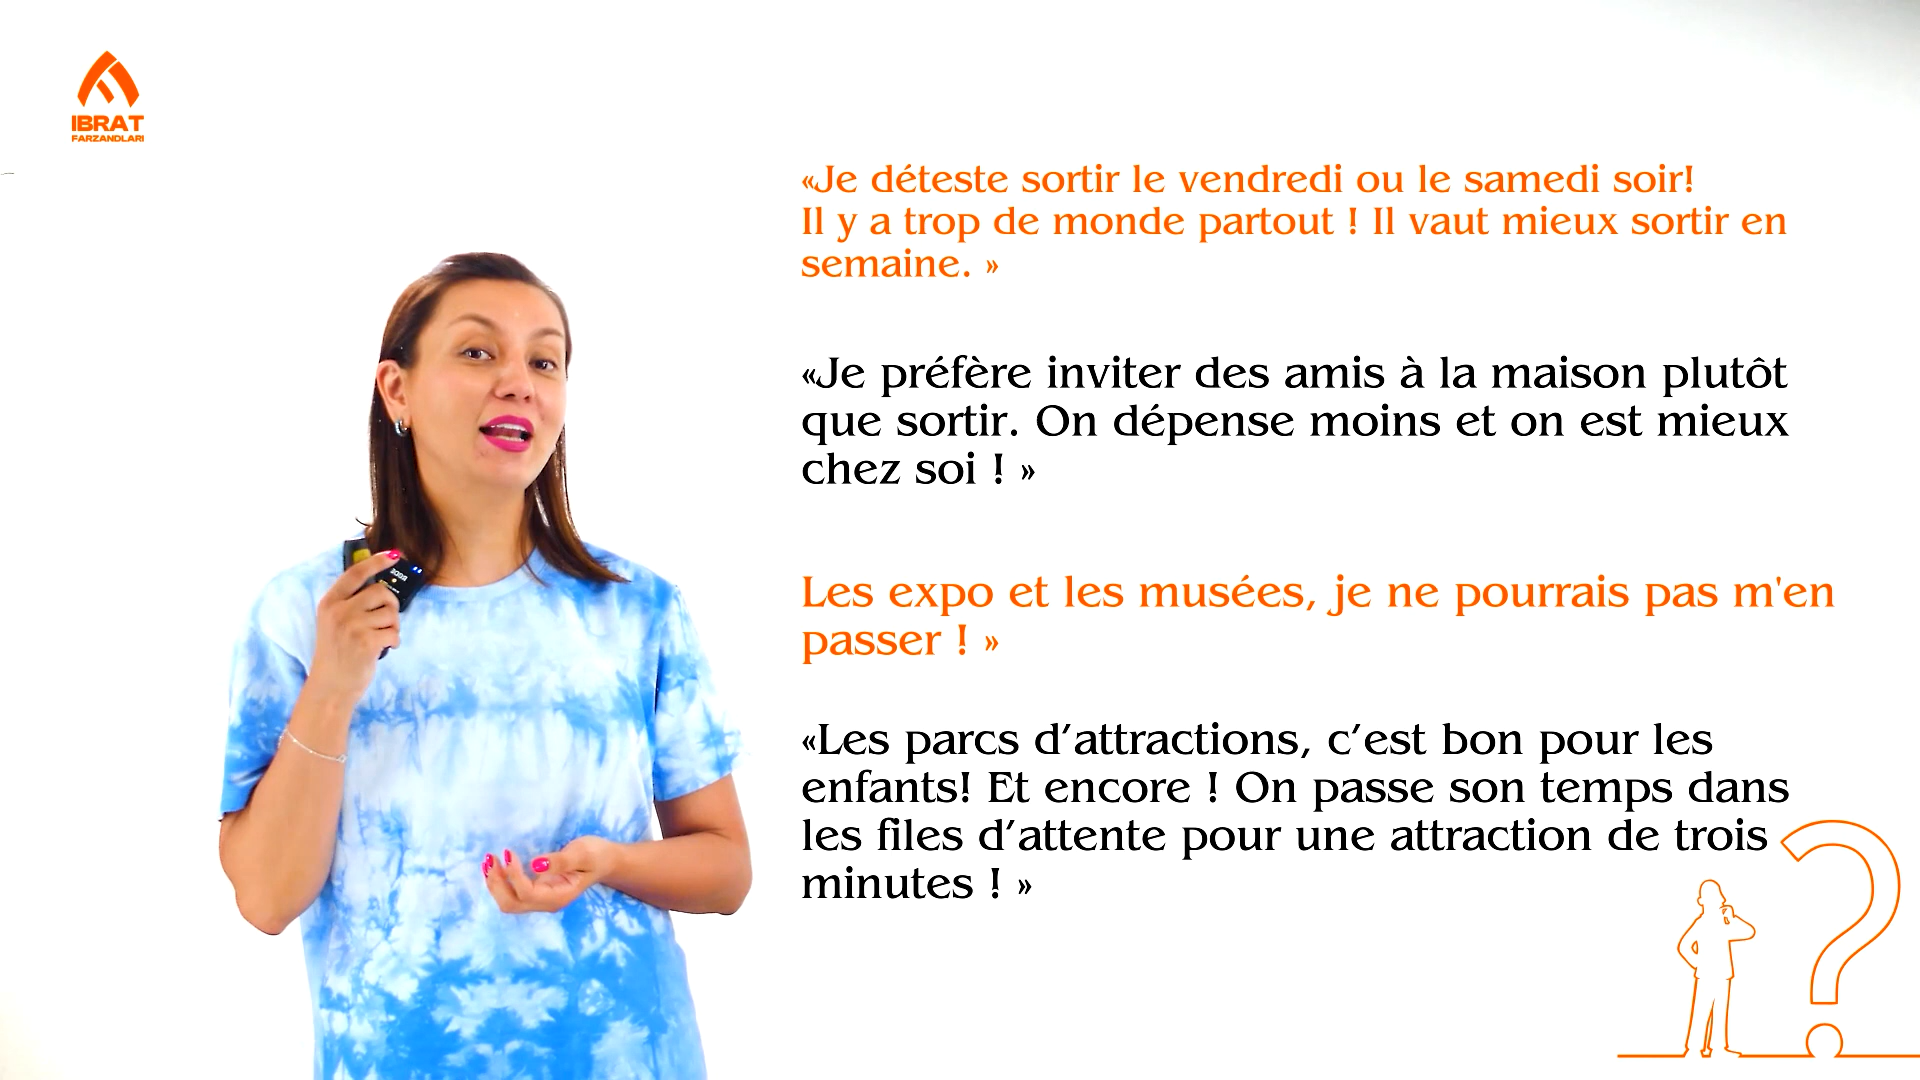 IBRAT
FARZANDLARI
«Je déteste sortir le vendredi ou le samedi soir!
Il y a trop de monde partout ! Il vaut mieux sortir en
semaine. »
«Je préfère inviter des amis à la maison plutôt
que sortir. On dépense moins et on est mieux
chez soi ! »
Les expo et les musées, je ne pourrais pas m'en
passer ! »
«Les parcs d’attractions, c’est bon pour les
enfants! Et encore ! On passe son temps dans
les files d’attente pour une attraction de trois
minutes ! »